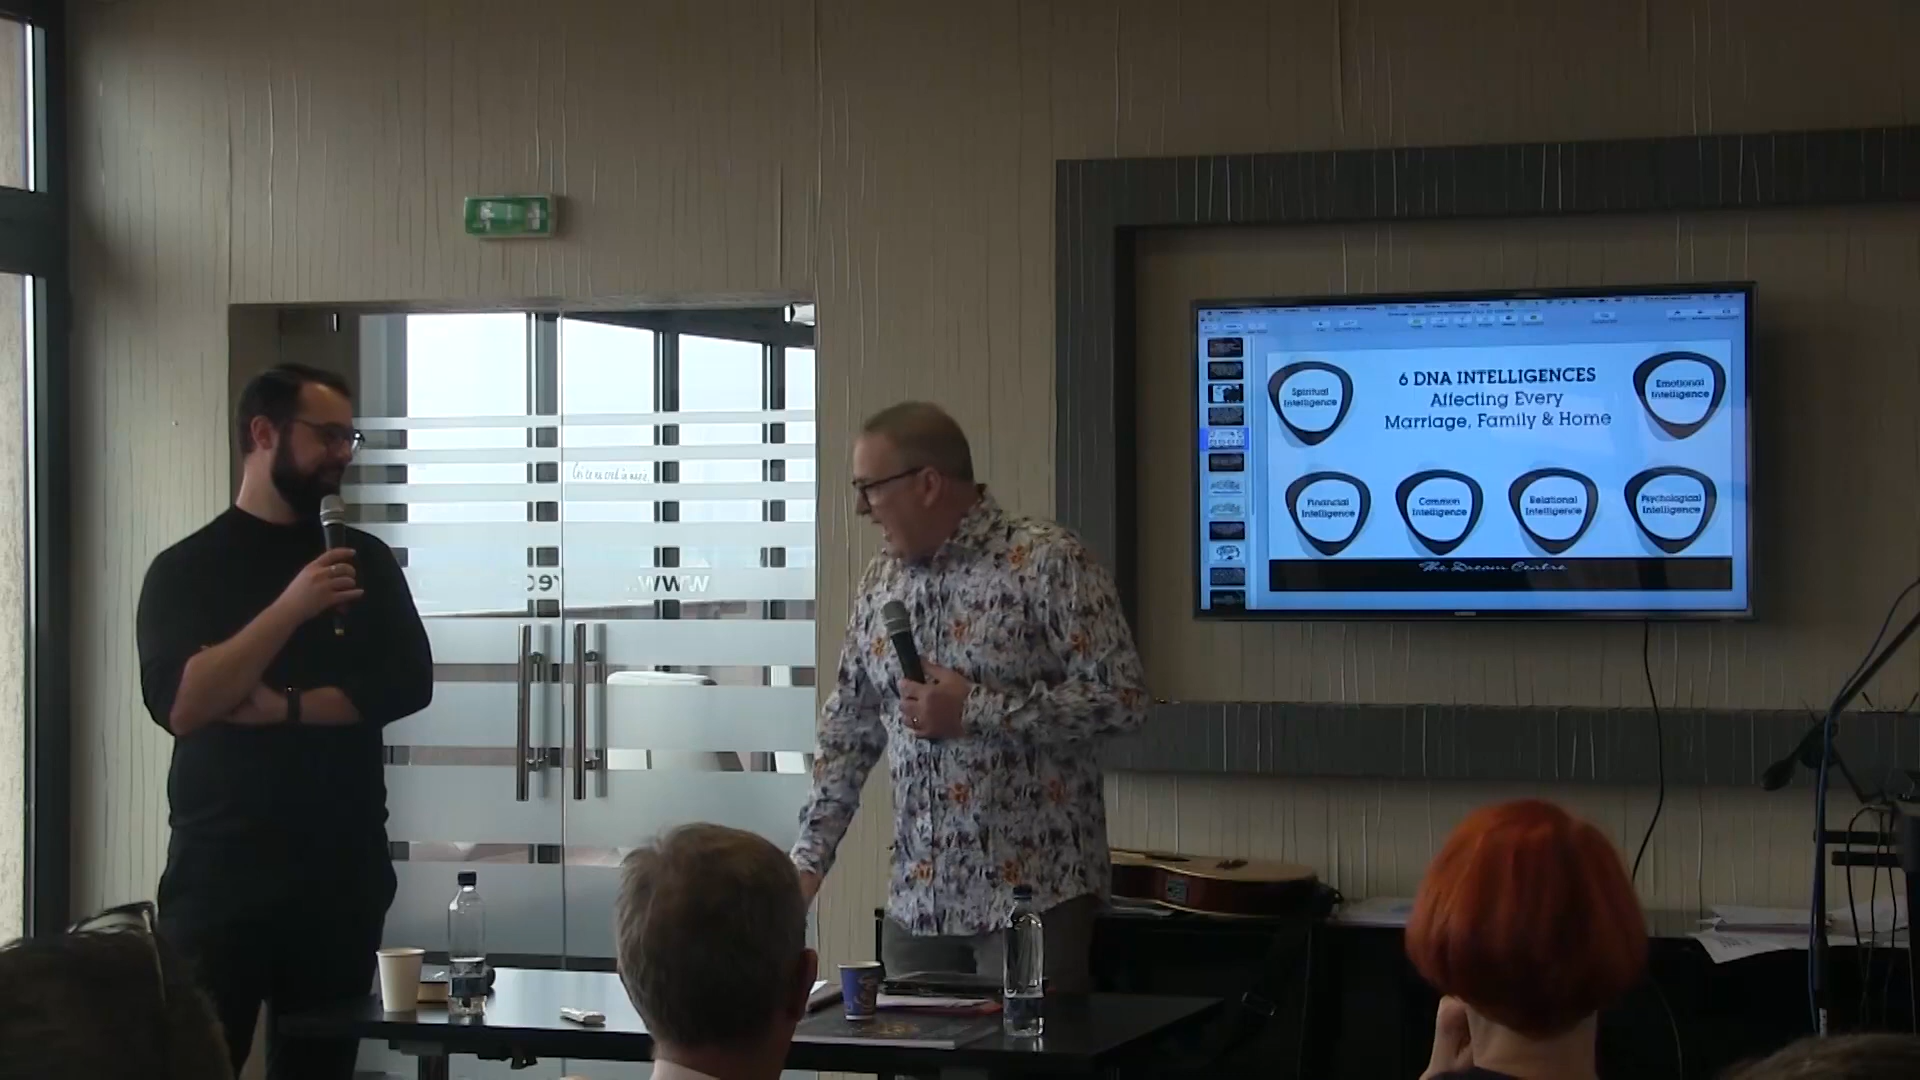 6 DNA INTELLIGENCES
Affecting Every
Marriage, Family & Home
Spiritual
Intelligence
Emotional
Intelligence
Financial
Intelligence
Common
Intelligence
Relational
Intelligence
Psychological
Intelligence
The Dream Centre
www.